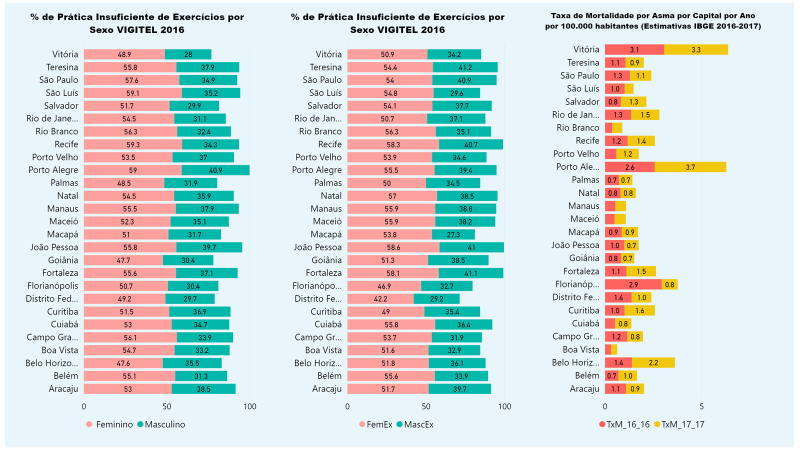 % de Prática Insuficiente de Exercícios por
Sexo VIGITEL 2016
Vitória 48.9 28
Teresina 55.8 37.9
São Paulo 57.6 34.9
São Luís 59.1 35.2
Salvador 51.7 29.9
Rio de Jane... 54.5 31.1
Rio Branco 56.3 32.4
Recife 59.3 34.3
Porto Velho 53.5 37
Porto Alegre 59 40.9
Palmas 48.5 31.9
Natal 54.5 35.9
Manaus 55.5 37.9
Maceió 52.3 35.1
Macapá 51 31.7
João Pessoa 55.8 39.7
Goiânia 47.7 30.4
Fortaleza 55.6 37.1
Florianópolis 50.7 30.4
Distrito Fed... 49.2 29.7
Curitiba 51.5 36.9
Cuiabá 53 34.7
Campo Gra... 56.1 33.9
Boa Vista 54.7 33.2
Belo Horizo... 47.6 35.5
Belém 55.1 31.3
Aracaju 53 38.5
0 50 100
Feminino Masculino
% de Prática Insuficiente de Exercícios por
Sexo VIGITEL 2016
Vitória 50.9 34.2
Teresina 54.4 41.2
São Paulo 54 40.9
São Luís 54.8 29.6
Salvador 54.1 37.7
Rio de Jane... 50.7 37.1
Rio Branco 56.3 35.1
Recife 58.3 40.7
Porto Velho 53.9 34.6
Porto Alegre 55.5 39.4
Palmas 50 34.5
Natal 57 38.5
Manaus 55.9 38.8
Maceió 55.9 38.2
Macapá 53.8 27.3
João Pessoa 58.6 41
Goiânia 51.3 38.5
Fortaleza 58.1 41.1
Florianópo... 46.9 32.7
Distrito Fe... 42.2 29.2
Curitiba 49 35.4
Cuiabá 55.8 36.4
Campo Gr... 53.7 31.9
Boa Vista 51.6 32.9
Belo Horiz... 51.8 36.1
Belém 55.6 33.9
Aracaju 51.7 39.7
0 50 100
FemEx MascEx
Taxa de Mortalidade por Asma por Capital por Ano
por 100.000 habitantes (Estimativas IBGE 2016-2017)
Vitória 3.1 3.3
Teresina 1.1 0.9
São Paulo 1.3 1.1
São Luís 1.0
Salvador 0.8 1.3
Rio de Jan... 1.3 1.5
Rio Branco
Recife 1.2 1.4
Porto Velho 1.2
Porto Ale... 2.6 3.7
Palmas 0.7 0.7
Natal 0.8 0.8
Manaus
Maceió
Macapá 0.9 0.9
João Pessoa 1.0 0.7
Goiânia 0.8 0.7
Fortaleza 1.1 1.5
Florianóp... 2.9 0.8
Distrito Fe... 1.4 1.0
Curitiba 1.0 1.6
Cuiabá 0.8
Campo Gr... 1.2 0.8
Boa Vista
Belo Horiz... 1.4 2.2
Belém 0.7 1.0
Aracaju 1.1 0.9
0 5
TxM_16_16 TxM_17_17